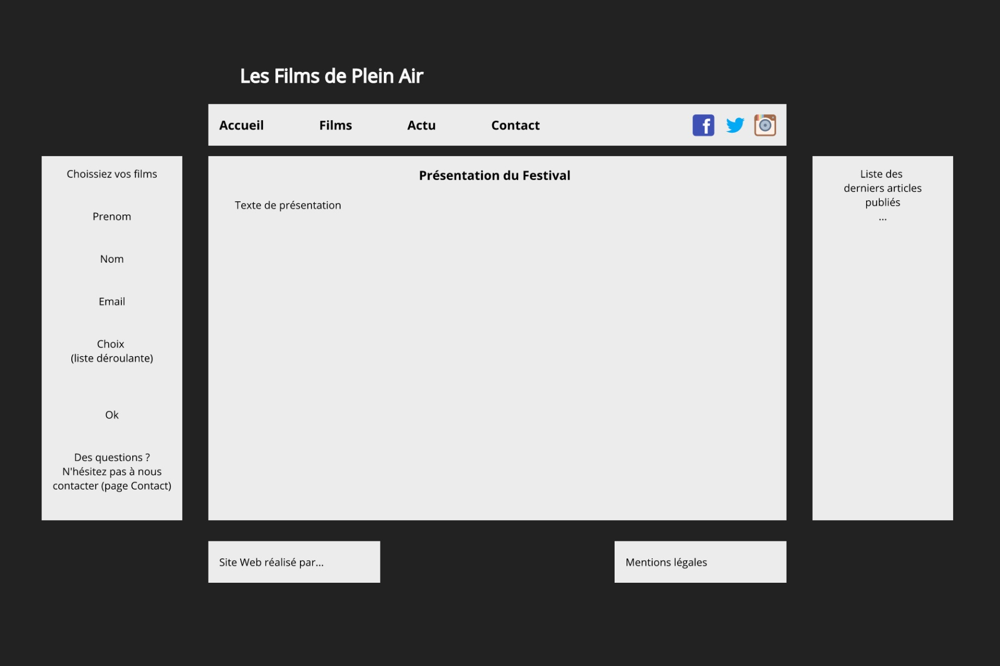 Les Films de Plein Air
Accueil Films Actu Contact
Choissiez vos films
Prenom
Nom
Email
Choix
(liste déroulante)
Ok
Des questions ?
N'hésitez pas à nous
contacter (page Contact)
Présentation du Festival
Texte de présentation
Liste des
derniers articles
publiés
...
Site Web réalisé par...
Mentions légales